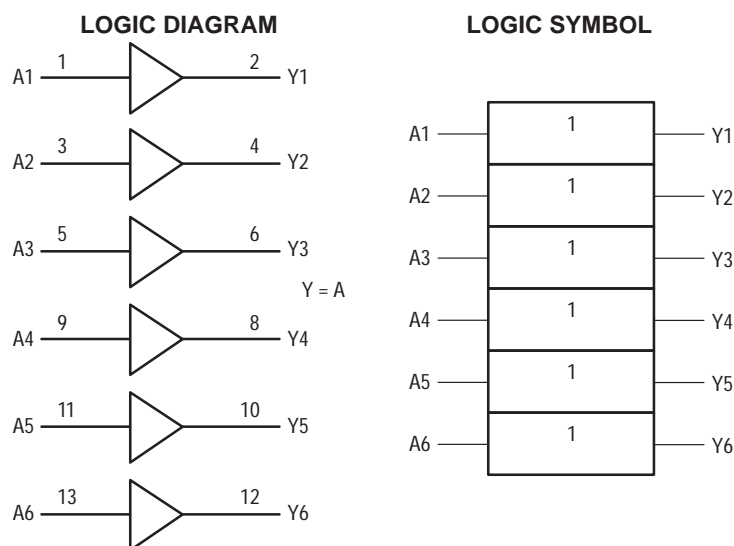 LOGIC DIAGRAM
A1 1 2 Y1
A2 3 4 Y2
A3 5 6 Y3
Y = A
A4 9 8 Y4
A5 11 10 Y5
A6 13 12 Y6
LOGIC SYMBOL
A1 1 Y1
A2 1 Y2
A3 1 Y3
A4 1 Y4
A5 1 Y5
A6 1 Y6